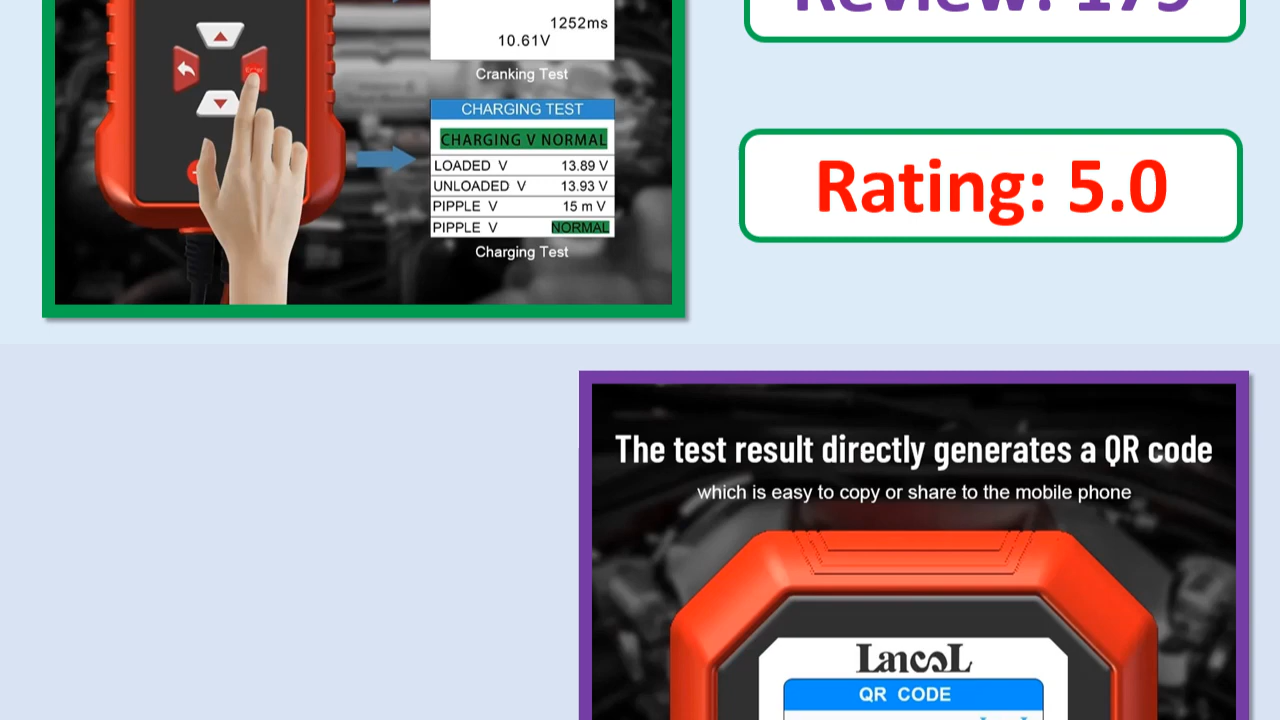 1252ms
10.61V
Cranking Test
CHARGING TEST
CHARGING V NORMAL
LOADED V 13.89 V
UNLOADED V 13.93 V
PIPPLE V 15 m V
PIPPLE V NORMAL
Charging Test
Review: 179
Rating: 5.0
The test result directly generates a QR code
which is easy to copy or share to the mobile phone
LancoL
QR CODE